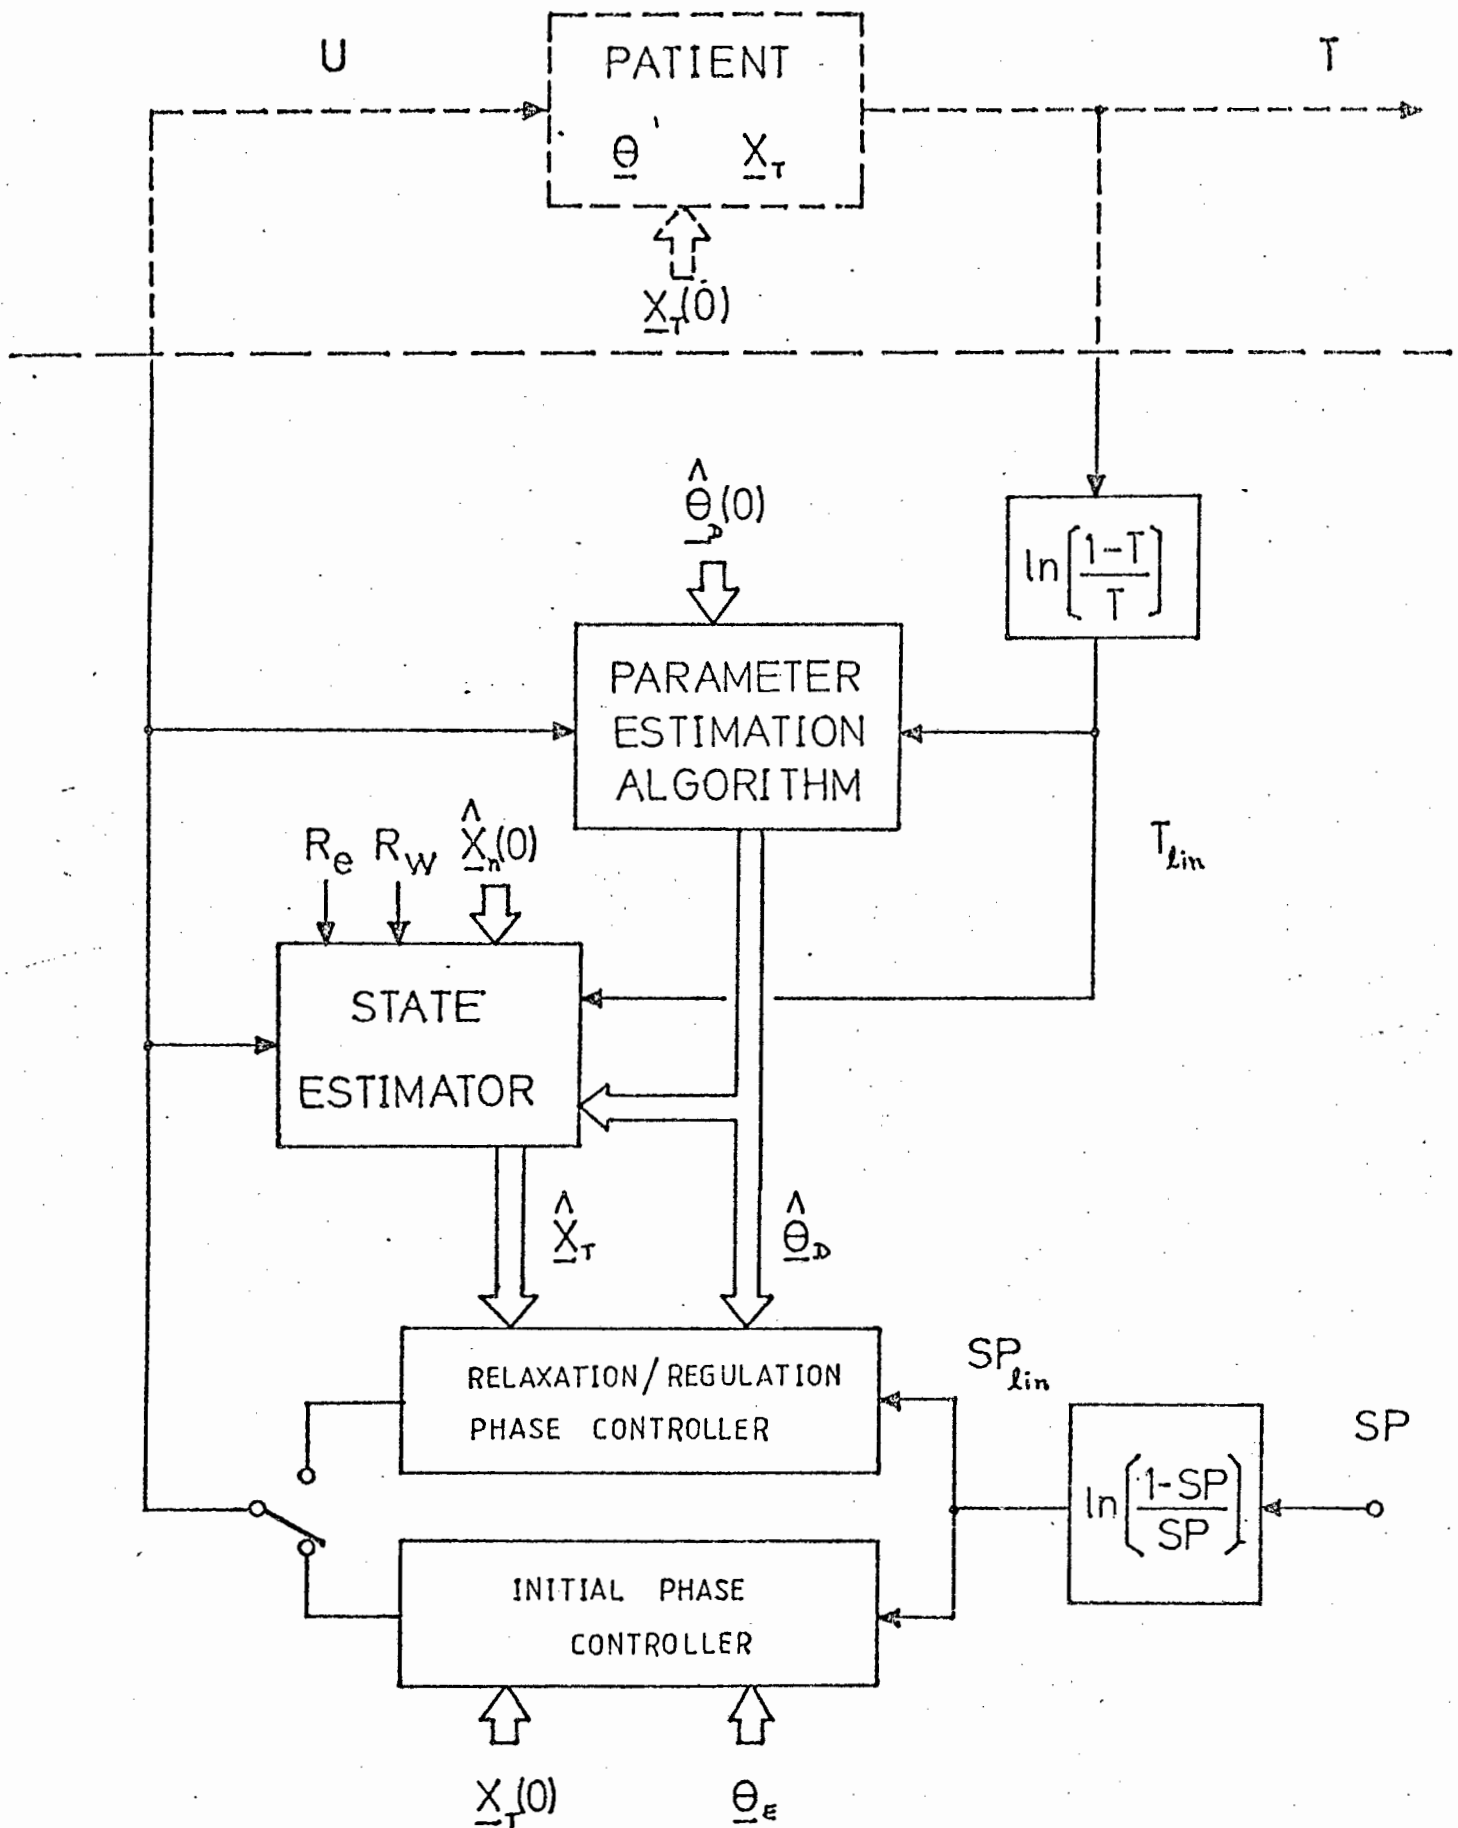 U
PATIENT
T
θ' X_T
X_T(0)
θ̂_D(0)
ln[(1-T)/T]
PARAMETER
ESTIMATION
ALGORITHM
T_lin
R_e R_w X̂_n(0)
STATE
ESTIMATOR
X̂_T
θ̂_D
RELAXATION/REGULATION
PHASE CONTROLLER
SP_lin
SP
ln[(1-SP)/SP]
INITIAL PHASE
CONTROLLER
X_T(0)
θ_E